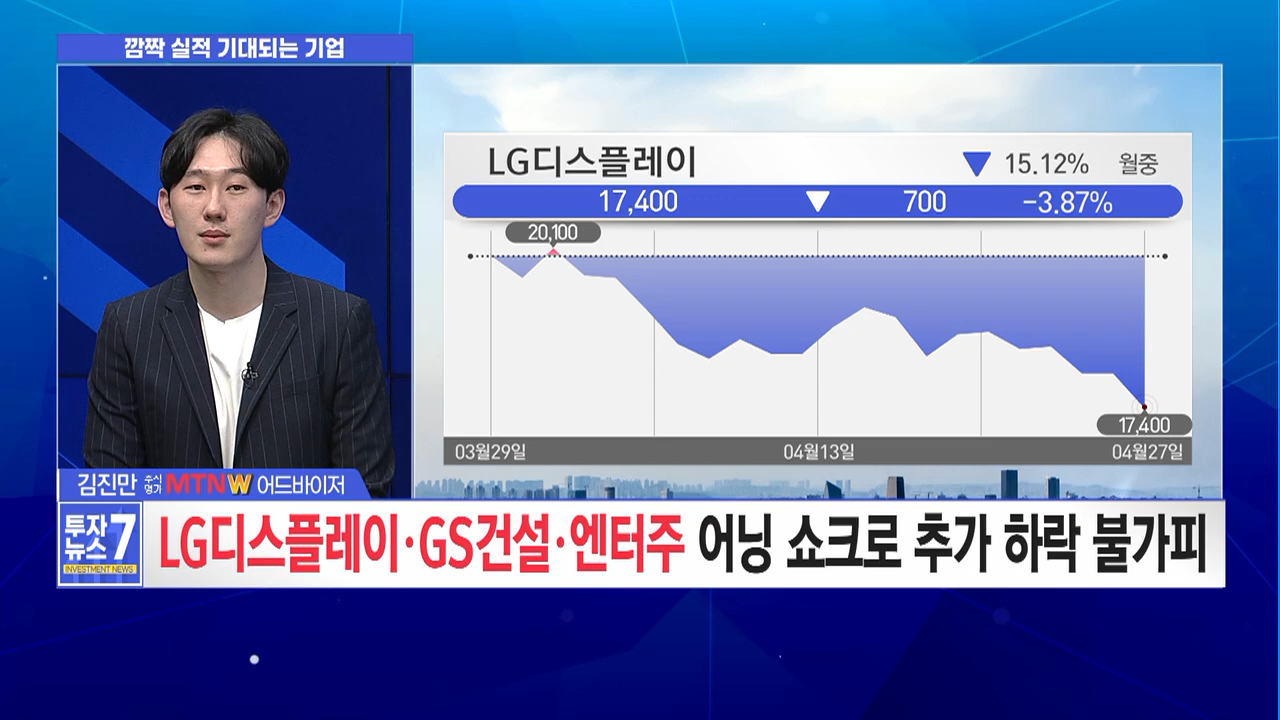 깜짝 실적 기대되는 기업
LG디스플레이
▼ 15.12% 월중
17,400 ▽ 700 -3.87%
20,100
17,400
03월29일 04월13일 04월27일
김진만 주식명가 MTNW 어드바이저
투자뉴스7
INVESTMENT NEWS
LG디스플레이·GS건설·엔터주 어닝 쇼크로 추가 하락 불가피